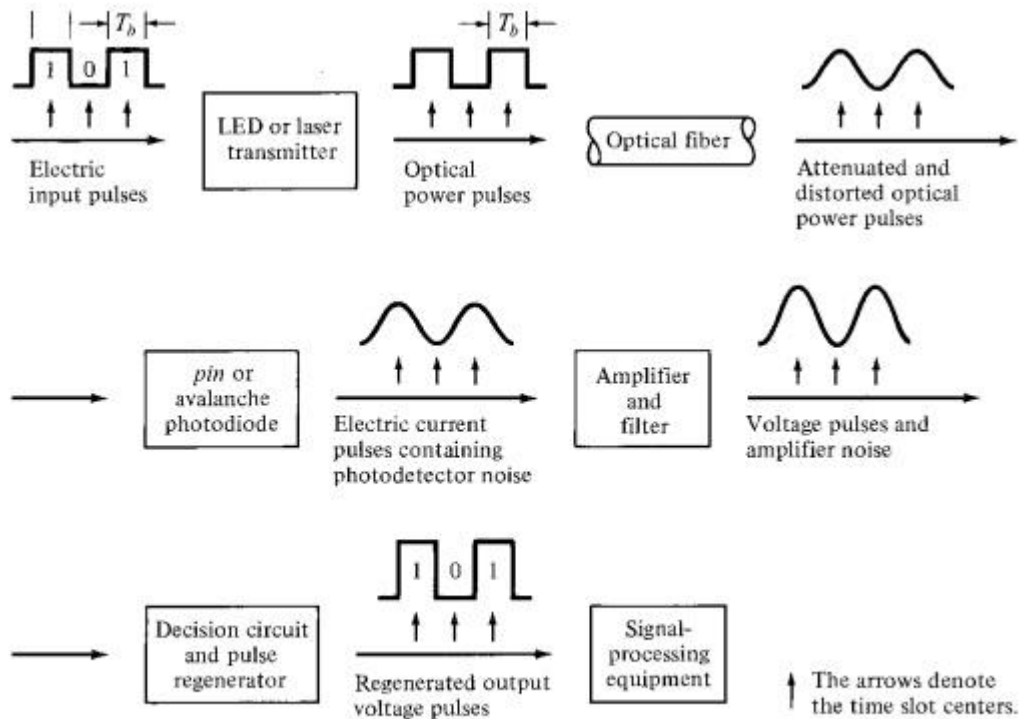 T_b
T_b
1 0 1
LED or laser
transmitter
Optical fiber
Electric
input pulses
Optical
power pulses
Attenuated and
distorted optical
power pulses
pin or
avalanche
photodiode
Amplifier
and
filter
Electric current
pulses containing
photodetector noise
Voltage pulses and
amplifier noise
1 0 1
Decision circuit
and pulse
regenerator
Signal-
processing
equipment
Regenerated output
voltage pulses
The arrows denote
the time slot centers.